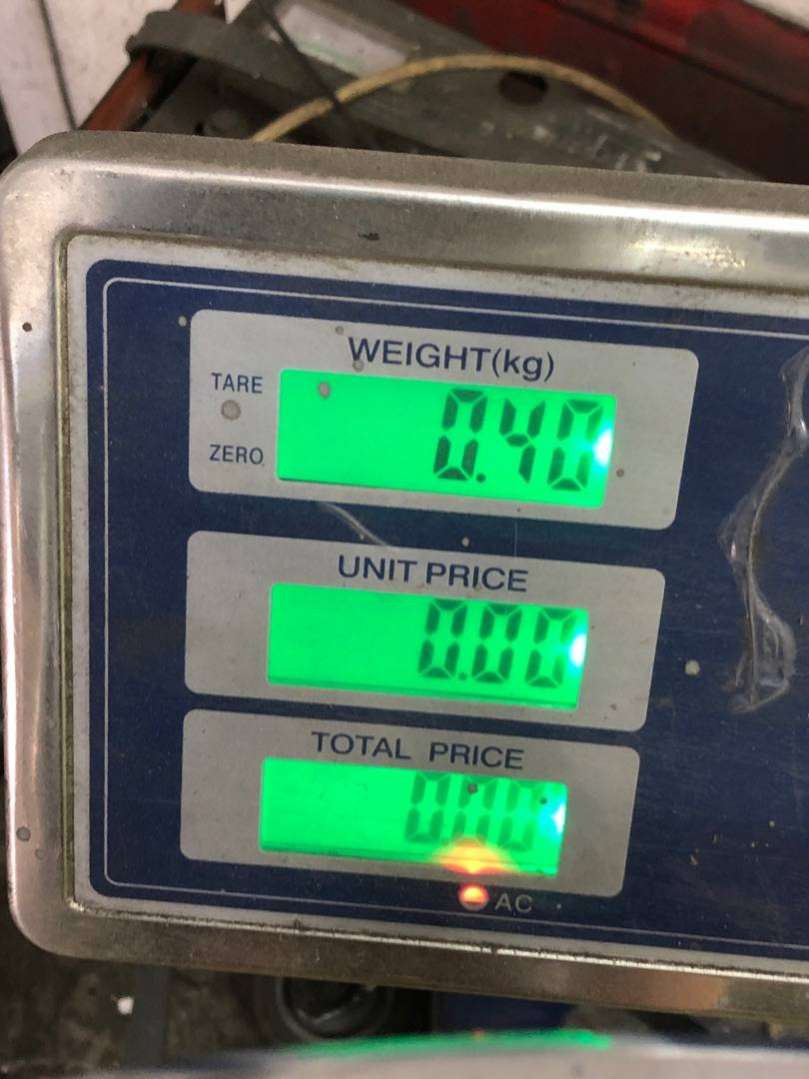 WEIGHT(kg)
TARE
0.40
ZERO
UNIT PRICE
0.00
TOTAL PRICE
0.00
AC